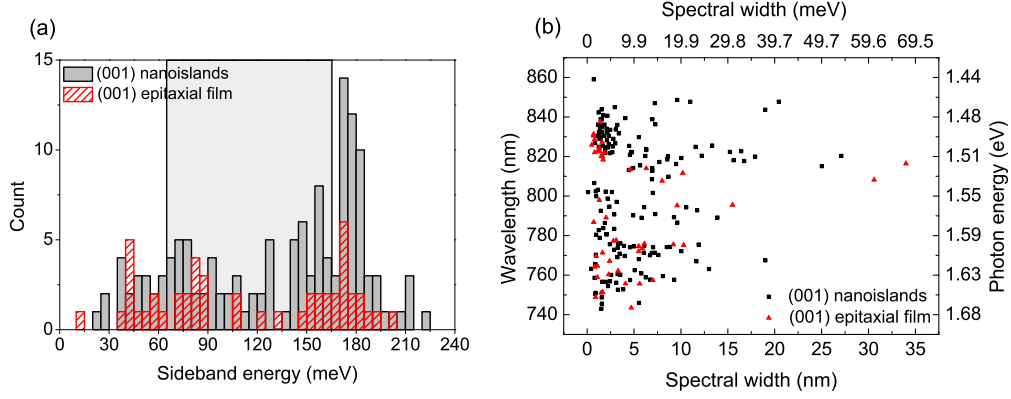 (a)
15
10
5
0
Count
(001) nanoislands
(001) epitaxial film
0 30 60 90 120 150 180 210 240
Sideband energy (meV)
(b)
Spectral width (meV)
0 9.9 19.9 29.8 39.7 49.7 59.6 69.5
860
840
820
800
780
760
740
Wavelength (nm)
1.44
1.48
1.51
1.55
1.59
1.63
1.68
Photon energy (eV)
(001) nanoislands
(001) epitaxial film
0 5 10 15 20 25 30 35
Spectral width (nm)